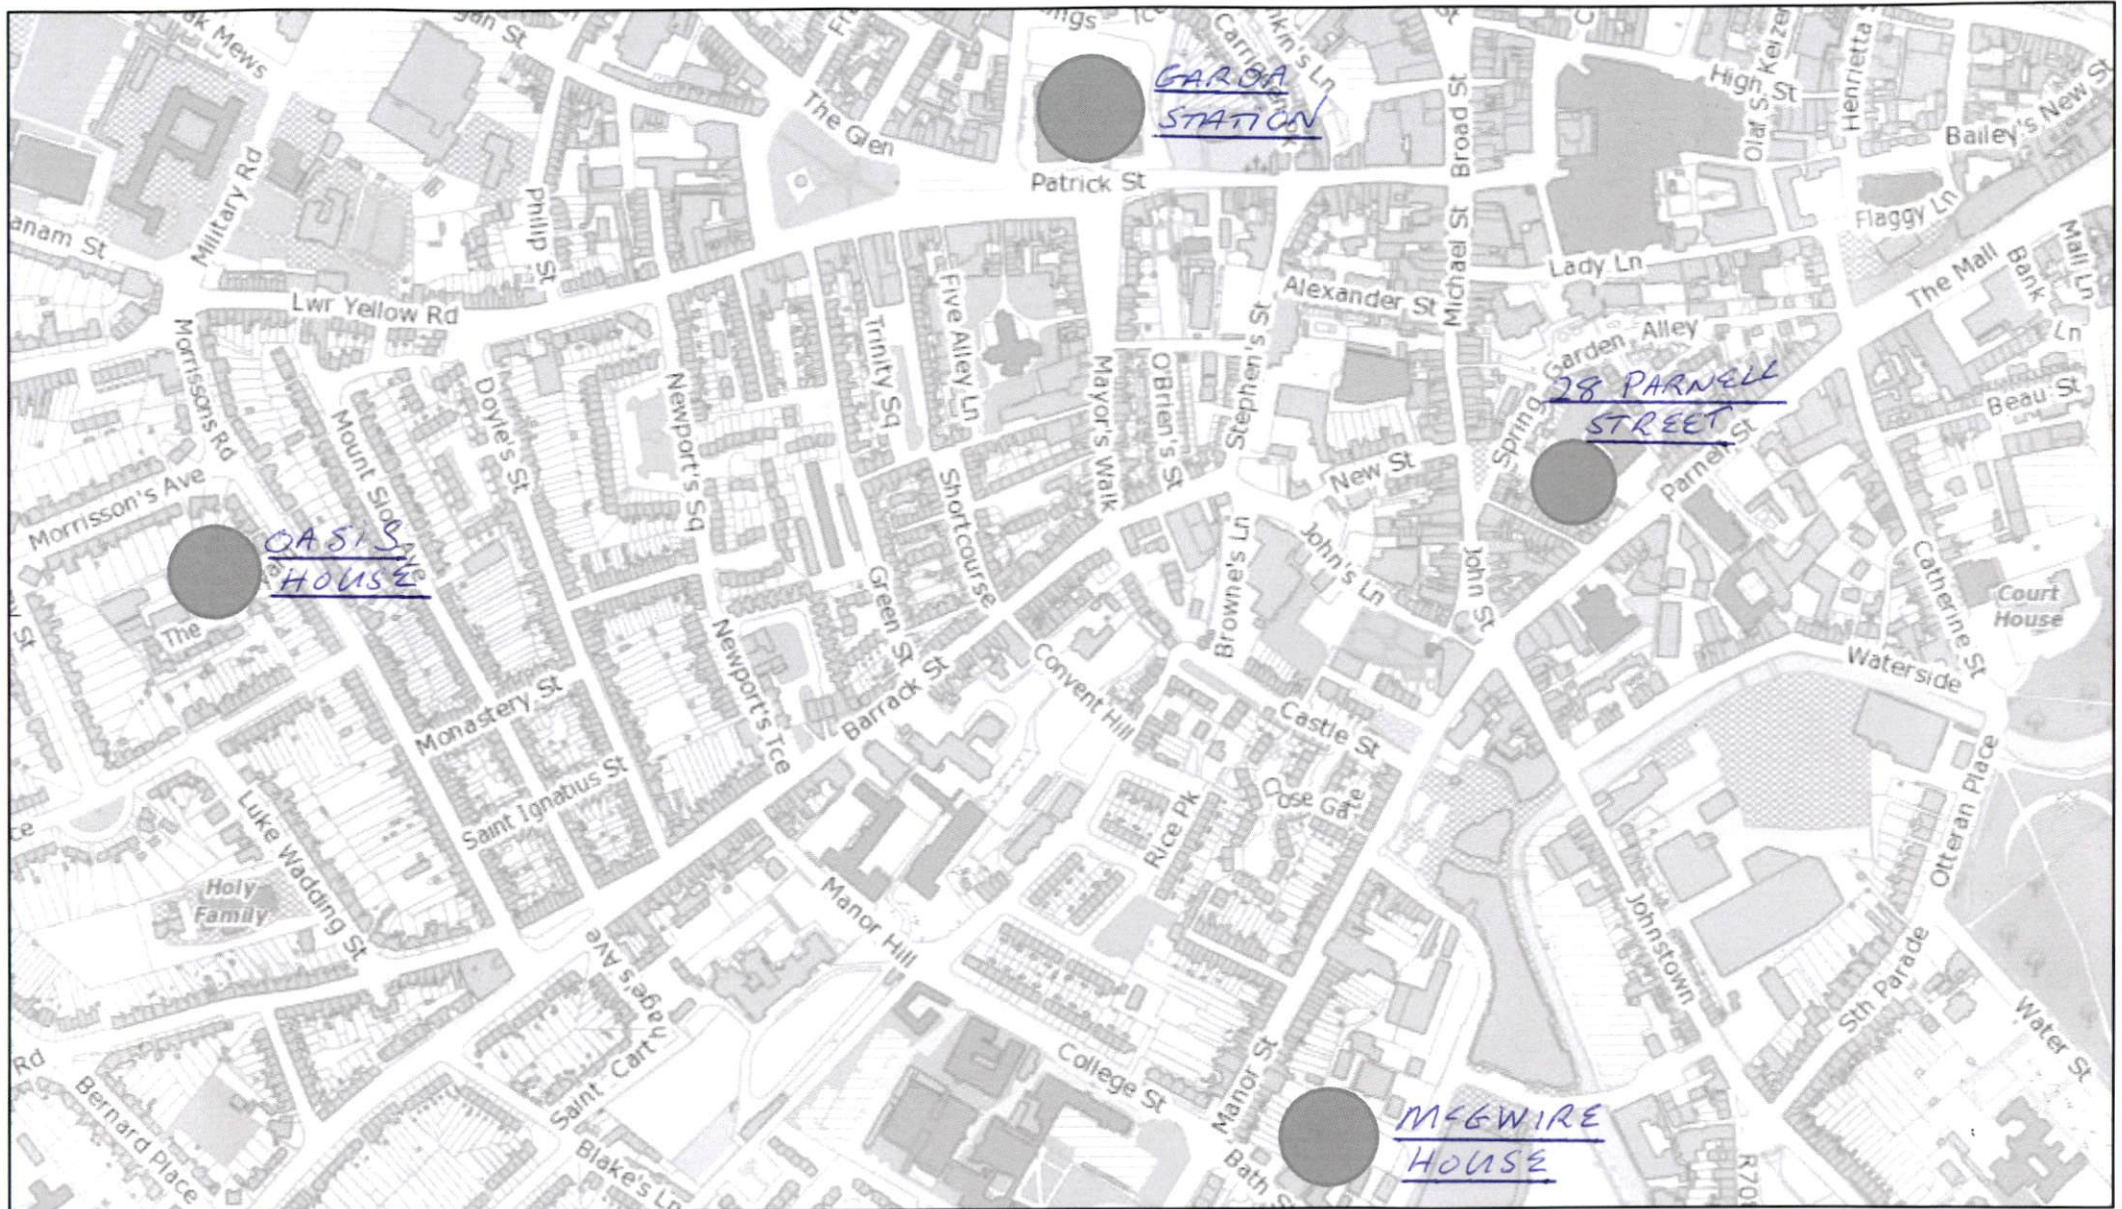 Mews
Military Rd
Philip St
The Glen
GARDA
STATION
Patrick St
Broad St
High St
Olaf St
Keizer
Henrietta
Bailey's New St
Flaggy Ln
The Mall
Bank
Ln
Mall Ln
Beau St
Lady Ln
Michael St
Alexander St
Stephen's St
Spring Garden Alley
28 PARNELL
STREET
Parnell St
Lwr Yellow Rd
Morrissons Rd
Morrisson's Ave
Mount Sion Ave
Doyle's St
Newport's Sq
Trinity Sq
Five Alley Ln
Mayor's Walk
O'Brien's St
Shortcourse
New St
John's Ln
John St
Browne's Ln
OASIS
HOUSE
The
Green St
Barrack St
Newport's Tce
Monastery St
Saint Ignatius St
Convent Hill
Castle St
Close Gate
Rice Pk
Catherine St
Court
House
Waterside
Otteran Place
Luke Wadding St
Holy
Family
Manor Hill
Saint Carthage's Ave
College St
Manor St
Bath St
McGWIRE
HOUSE
Johnstown
Sth Parade
Water St
Rd
Bernard Place
Blake's Ln